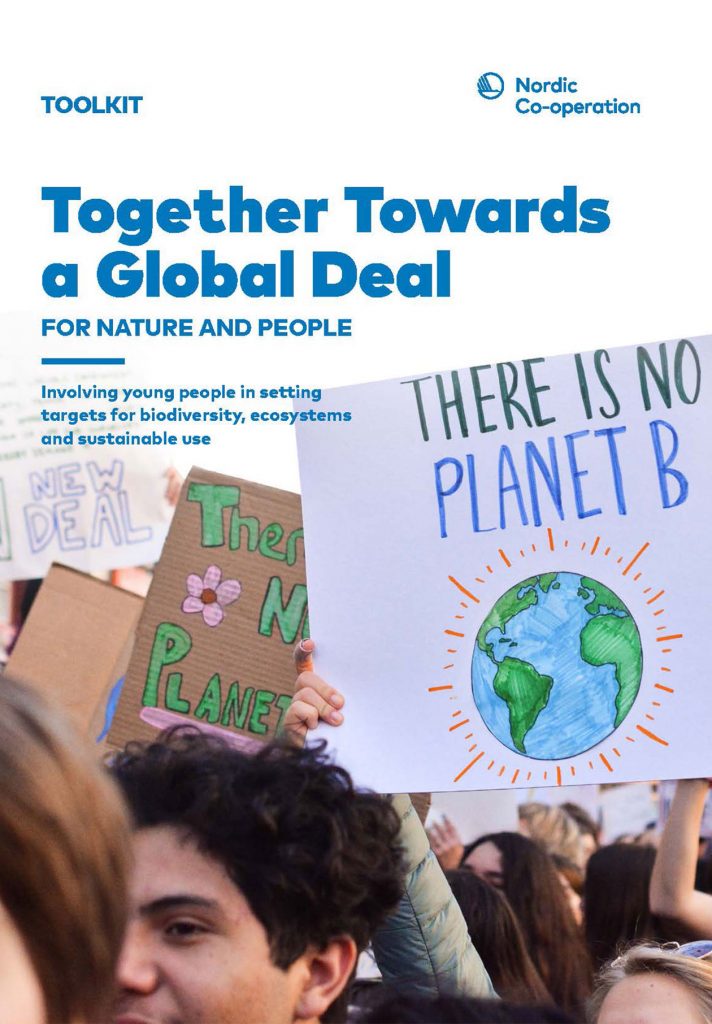 TOOLKIT
Nordic
Co-operation
Together Towards
a Global Deal
FOR NATURE AND PEOPLE
Involving young people in setting
targets for biodiversity, ecosystems
and sustainable use
THERE IS NO
PLANET B
NEW
DEAL
Ther
N
PLANET